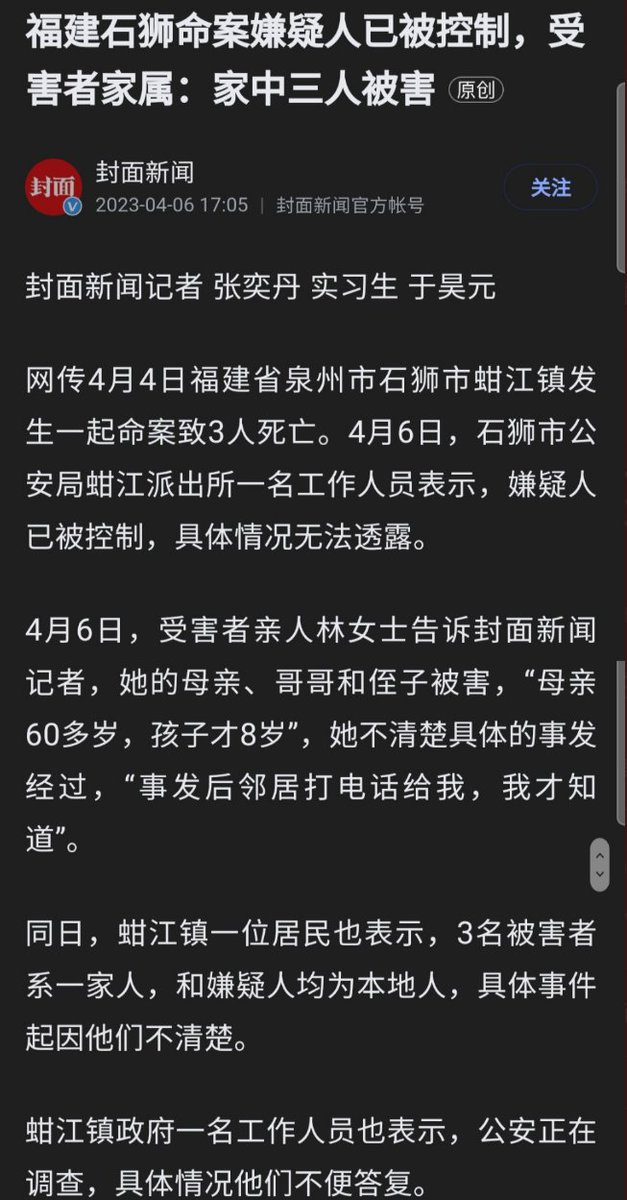 福建石狮命案嫌疑人已被控制，受
害者家属：家中三人被害 原创
封面
封面新闻
2023-04-06 17:05 | 封面新闻官方帐号
关注
封面新闻记者 张奕丹 实习生 于昊元
网传4月4日福建省泉州市石狮市蚶江镇发
生一起命案致3人死亡。4月6日，石狮市公
安局蚶江派出所一名工作人员表示，嫌疑人
已被控制，具体情况无法透露。
4月6日，受害者亲人林女士告诉封面新闻
记者，她的母亲、哥哥和侄子被害，“母亲
60多岁，孩子才8岁”，她不清楚具体的事发
经过，“事发后邻居打电话给我，我才知
道”。
同日，蚶江镇一位居民也表示，3名被害者
系一家人，和嫌疑人均为本地人，具体事件
起因他们不清楚。
蚶江镇政府一名工作人员也表示，公安正在
调查，具体情况他们不便答复。